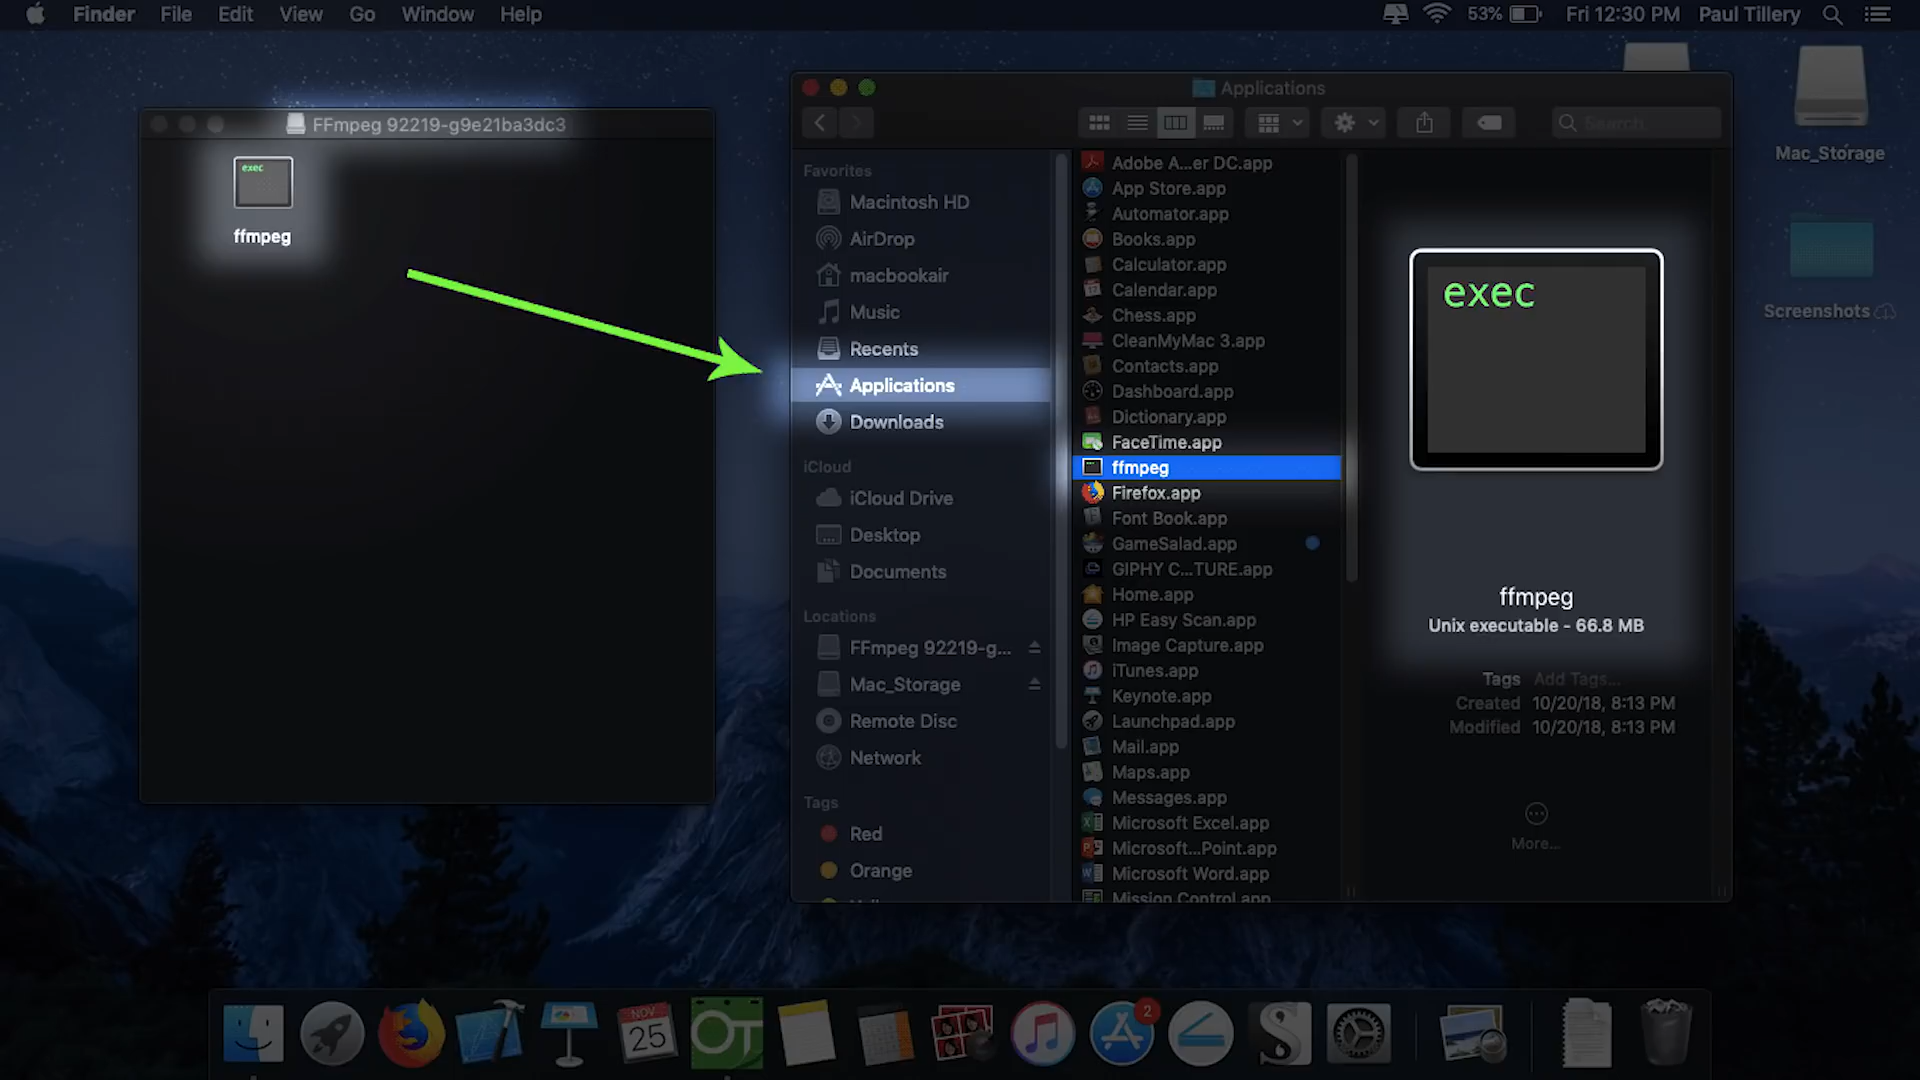 Finder File Edit View Go Window Help 53% Fri 12:30 PM Paul Tillery
FFmpeg 92219-g9e21ba3dc3
exec
ffmpeg
Applications
Search
Favorites
Macintosh HD
AirDrop
macbookair
Music
Recents
Applications
Downloads
iCloud
iCloud Drive
Desktop
Documents
Locations
FFmpeg 92219-g...
Mac_Storage
Remote Disc
Network
Tags
Red
Orange
Adobe A...er DC.app
App Store.app
Automator.app
Books.app
Calculator.app
Calendar.app
Chess.app
CleanMyMac 3.app
Contacts.app
Dashboard.app
Dictionary.app
FaceTime.app
ffmpeg
Firefox.app
Font Book.app
GameSalad.app
GIPHY C...TURE.app
Home.app
HP Easy Scan.app
Image Capture.app
iTunes.app
Keynote.app
Launchpad.app
Mail.app
Maps.app
Messages.app
Microsoft Excel.app
Microsoft...Point.app
Microsoft Word.app
Mission Control.app
exec
ffmpeg
Unix executable - 66.8 MB
Tags Add Tags...
Created 10/20/18, 8:13 PM
Modified 10/20/18, 8:13 PM
More...
Mac_Storage
Screenshots
NOV
25
OT
2
S